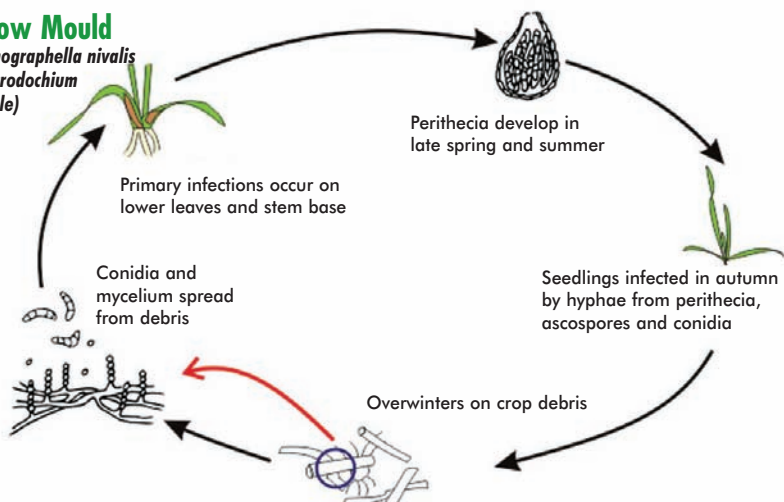 ow Mould
ographella nivalis
rodochium
le)
Perithecia develop in
late spring and summer
Primary infections occur on
lower leaves and stem base
Conidia and
mycelium spread
from debris
Seedlings infected in autumn
by hyphae from perithecia,
ascospores and conidia
Overwinters on crop debris